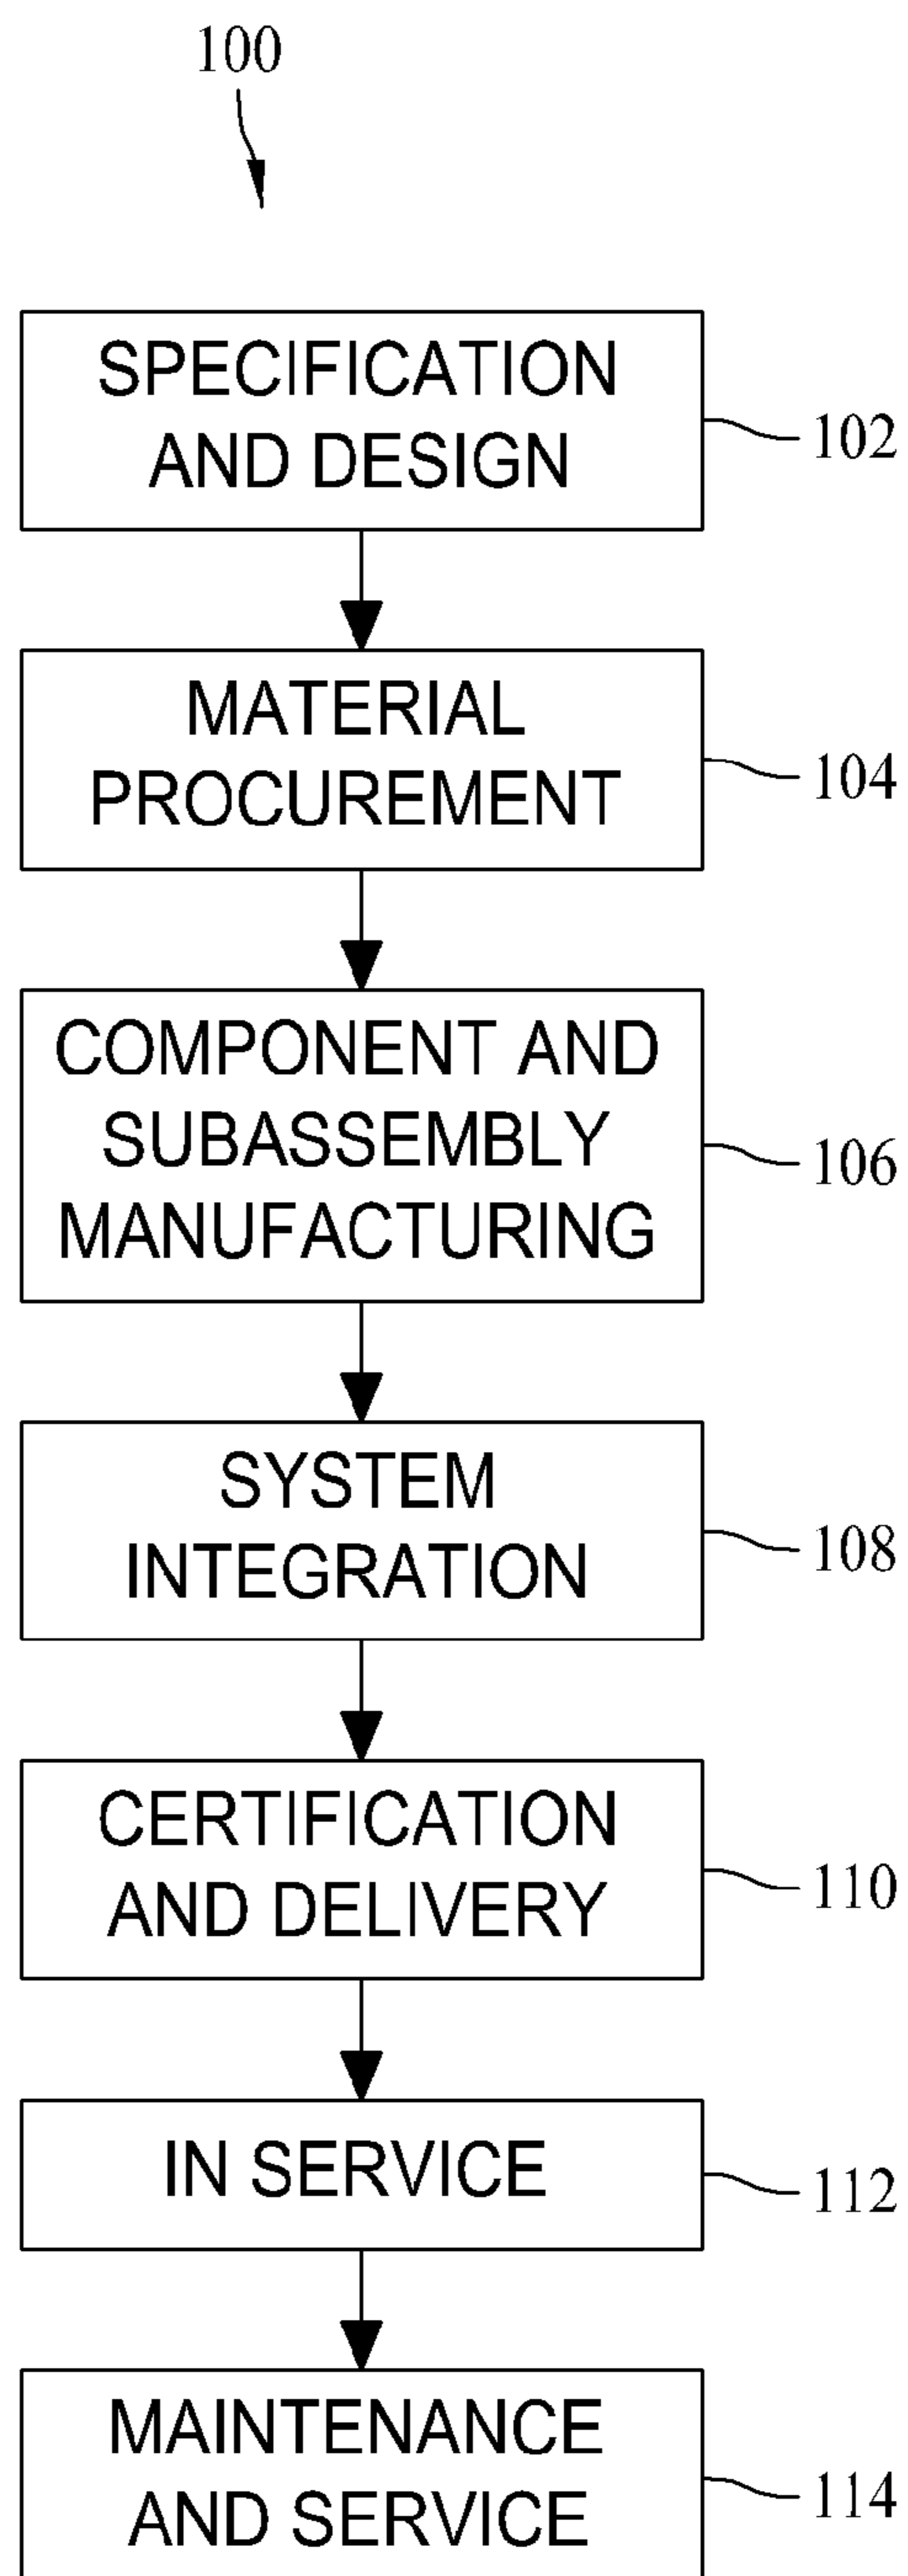 100
SPECIFICATION
AND DESIGN
102
MATERIAL
PROCUREMENT
104
COMPONENT AND
SUBASSEMBLY
MANUFACTURING
106
SYSTEM
INTEGRATION
108
CERTIFICATION
AND DELIVERY
110
IN SERVICE
112
MAINTENANCE
AND SERVICE
114